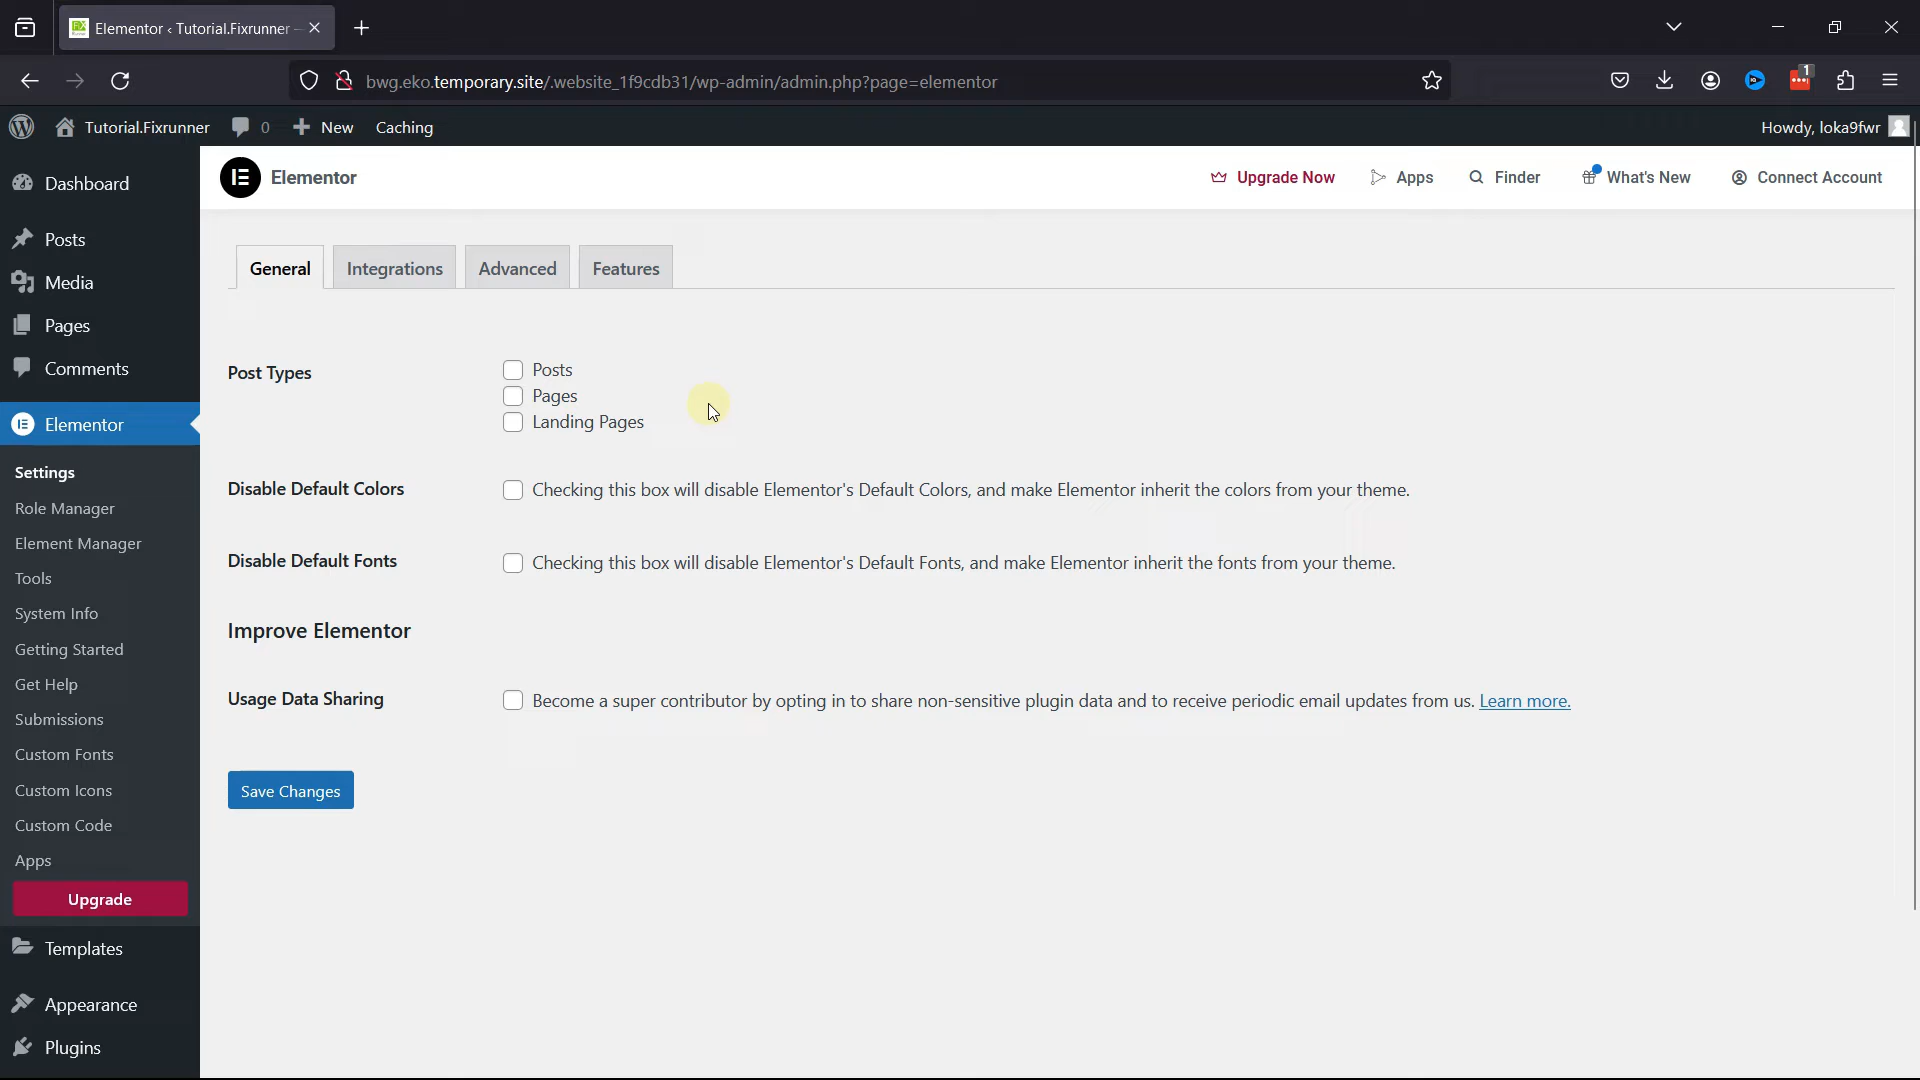 Elementor ‹ Tutorial.Fixrunner —
bwg.eko.temporary.site/.website_1f9cdb31/wp-admin/admin.php?page=elementor
1
Tutorial.Fixrunner
0
New
Caching
Howdy, loka9fwr
Dashboard
Posts
Media
Pages
Comments
Elementor
Settings
Role Manager
Element Manager
Tools
System Info
Getting Started
Get Help
Submissions
Custom Fonts
Custom Icons
Custom Code
Apps
Upgrade
Templates
Appearance
Plugins
Elementor
Upgrade Now
Apps
Finder
What's New
Connect Account
General
Integrations
Advanced
Features
Post Types
Posts
Pages
Landing Pages
Disable Default Colors
Checking this box will disable Elementor's Default Colors, and make Elementor inherit the colors from your theme.
Disable Default Fonts
Checking this box will disable Elementor's Default Fonts, and make Elementor inherit the fonts from your theme.
Improve Elementor
Usage Data Sharing
Become a super contributor by opting in to share non-sensitive plugin data and to receive periodic email updates from us. Learn more.
Save Changes